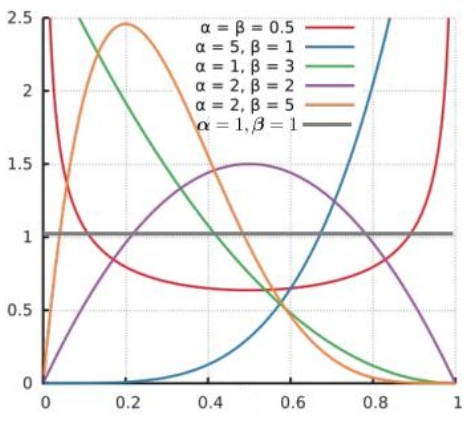 2.5
α = β = 0.5
α = 5, β = 1
α = 1, β = 3
α = 2, β = 2
α = 2, β = 5
α = 1, β = 1
2
1.5
1
0.5
0
0 0.2 0.4 0.6 0.8 1